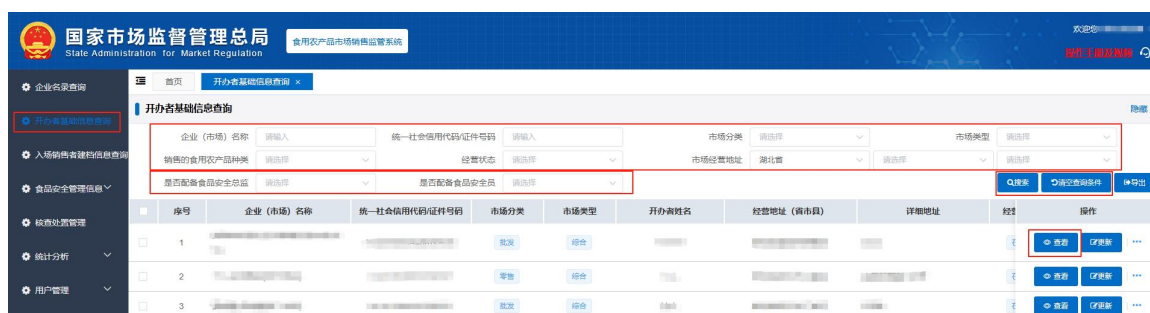 国家市场监督管理总局
食用农产品市场销售监管系统
欢迎您
State Administration for Market Regulation
操作手册及视频
企业名录查询
首页 开办者基础信息查询 ×
开办者基础信息查询 隐藏
开办者基础信息查询
企业（市场）名称 请输入 统一社会信用代码/证件号码 请输入 市场分类 请选择 市场类型 请选择
入场销售者建档信息查询
销售的食用农产品种类 请选择 经营状态 请选择 市场经营地址 湖北省 请选择 请选择
食品安全管理信息
是否配备食品安全总监 请选择 是否配备食品安全员 请选择 搜索 清空查询条件 导出
核查处置管理
序号 企业（市场）名称 统一社会信用代码/证件号码 市场分类 市场类型 开办者姓名 经营地址（省市县） 详细地址 操作
统计分析
1 批发 综合 查看 更新 ···
用户管理
2 零售 综合 查看 更新 ···
3 批发 综合 查看 更新 ···